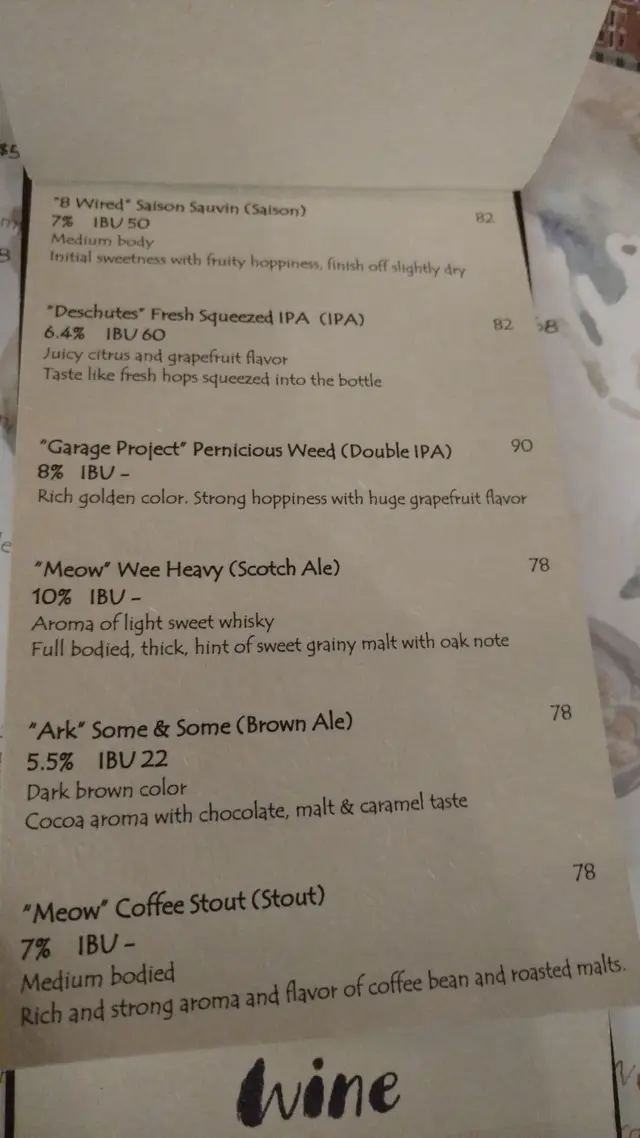 $5
"8 Wired" Saison Sauvin (Saison) 82
7% IBU 50
Medium body
Initial sweetness with fruity hoppiness, finish off slightly dry
"Deschutes" Fresh Squeezed IPA (IPA) 82
6.4% IBU 60
Juicy citrus and grapefruit flavor
Taste like fresh hops squeezed into the bottle
"Garage Project" Pernicious Weed (Double IPA) 90
8% IBU -
Rich golden color. Strong hoppiness with huge grapefruit flavor
"Meow" Wee Heavy (Scotch Ale) 78
10% IBU -
Aroma of light sweet whisky
Full bodied, thick, hint of sweet grainy malt with oak note
"Ark" Some & Some (Brown Ale) 78
5.5% IBU 22
Dark brown color
Cocoa aroma with chocolate, malt & caramel taste
"Meow" Coffee Stout (Stout) 78
7% IBU -
Medium bodied
Rich and strong aroma and flavor of coffee bean and roasted malts.
wine